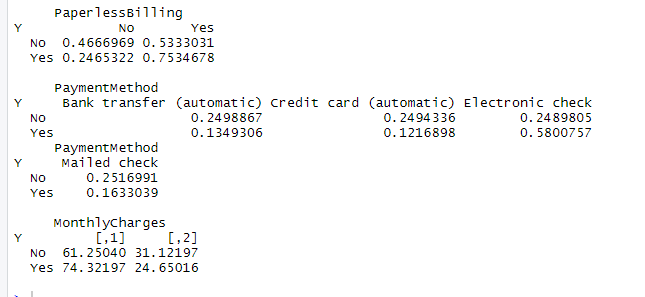 PaperlessBilling
Y No Yes
No 0.4666969 0.5333031
Yes 0.2465322 0.7534678
PaymentMethod
Y Bank transfer (automatic) Credit card (automatic) Electronic check
No 0.2498867 0.2494336 0.2489805
Yes 0.1349306 0.1216898 0.5800757
PaymentMethod
Y Mailed check
No 0.2516991
Yes 0.1633039
MonthlyCharges
Y [,1] [,2]
No 61.25040 31.12197
Yes 74.32197 24.65016